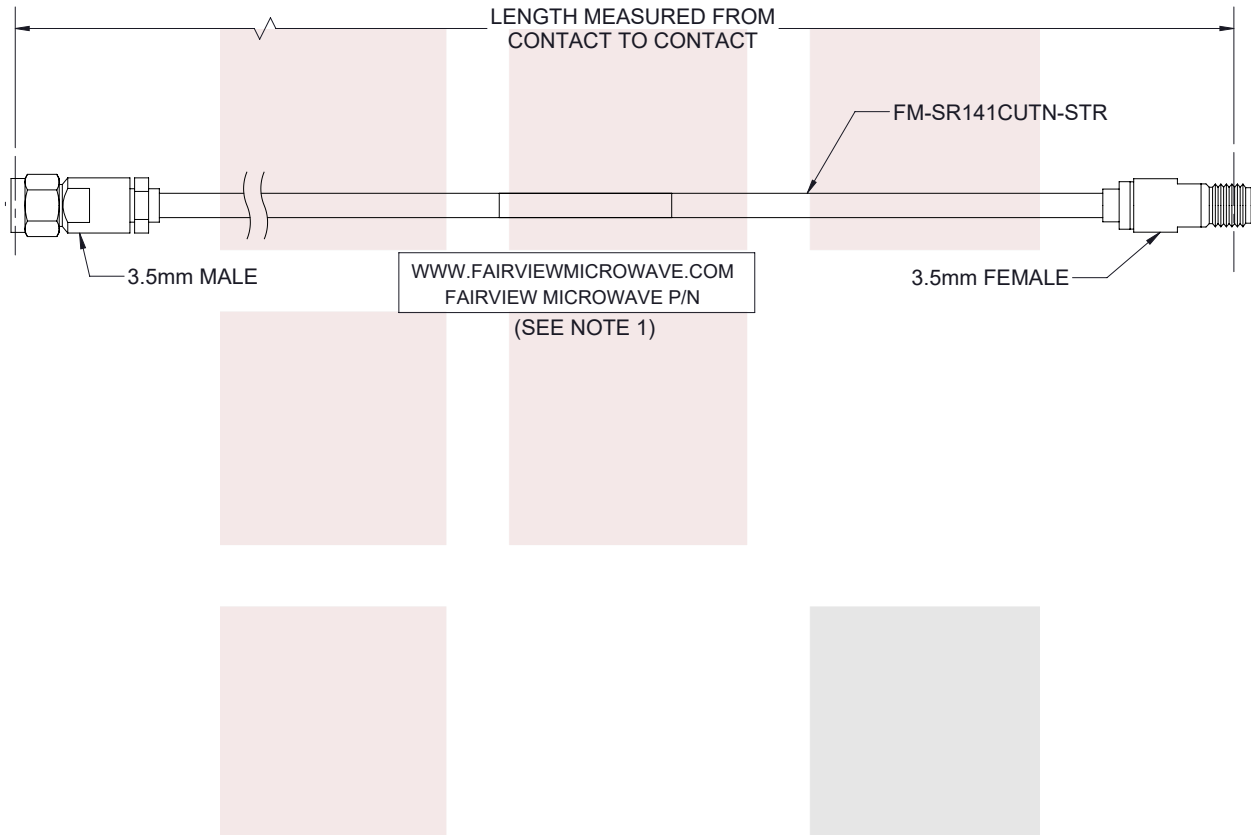 LENGTH MEASURED FROM
CONTACT TO CONTACT
FM-SR141CUTN-STR
3.5mm MALE
WWW.FAIRVIEWMICROWAVE.COM
FAIRVIEW MICROWAVE P/N
(SEE NOTE 1)
3.5mm FEMALE